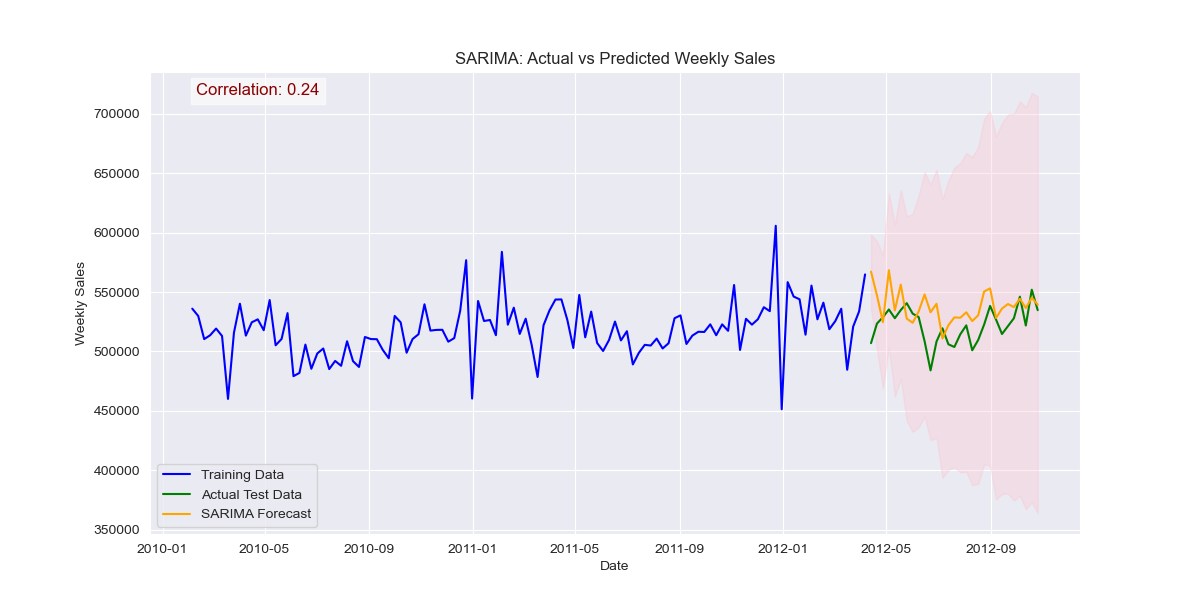 SARIMA: Actual vs Predicted Weekly Sales
Correlation: 0.24
700000
650000
600000
550000
500000
450000
400000
350000
Weekly Sales
Training Data
Actual Test Data
SARIMA Forecast
2010-01 2010-05 2010-09 2011-01 2011-05 2011-09 2012-01 2012-05 2012-09
Date